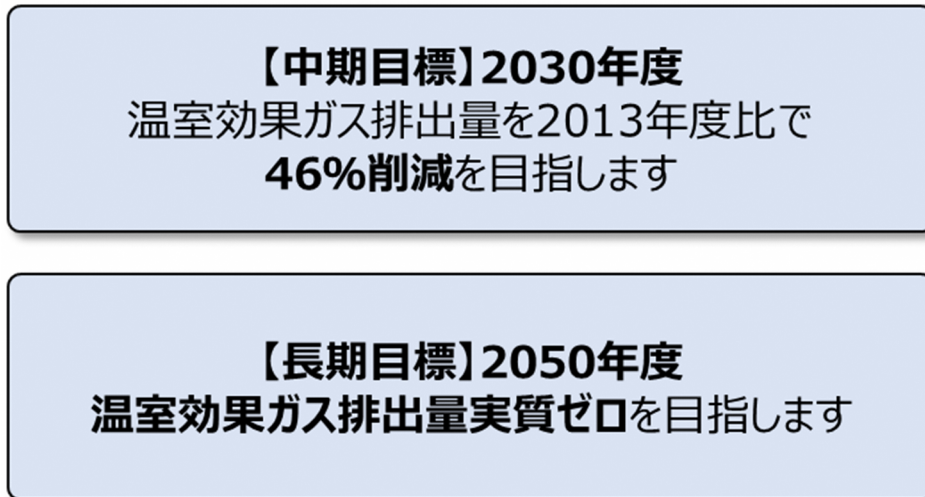 【中期目標】2030年度
温室効果ガス排出量を2013年度比で
46%削減を目指します
【長期目標】2050年度
温室効果ガス排出量実質ゼロを目指します